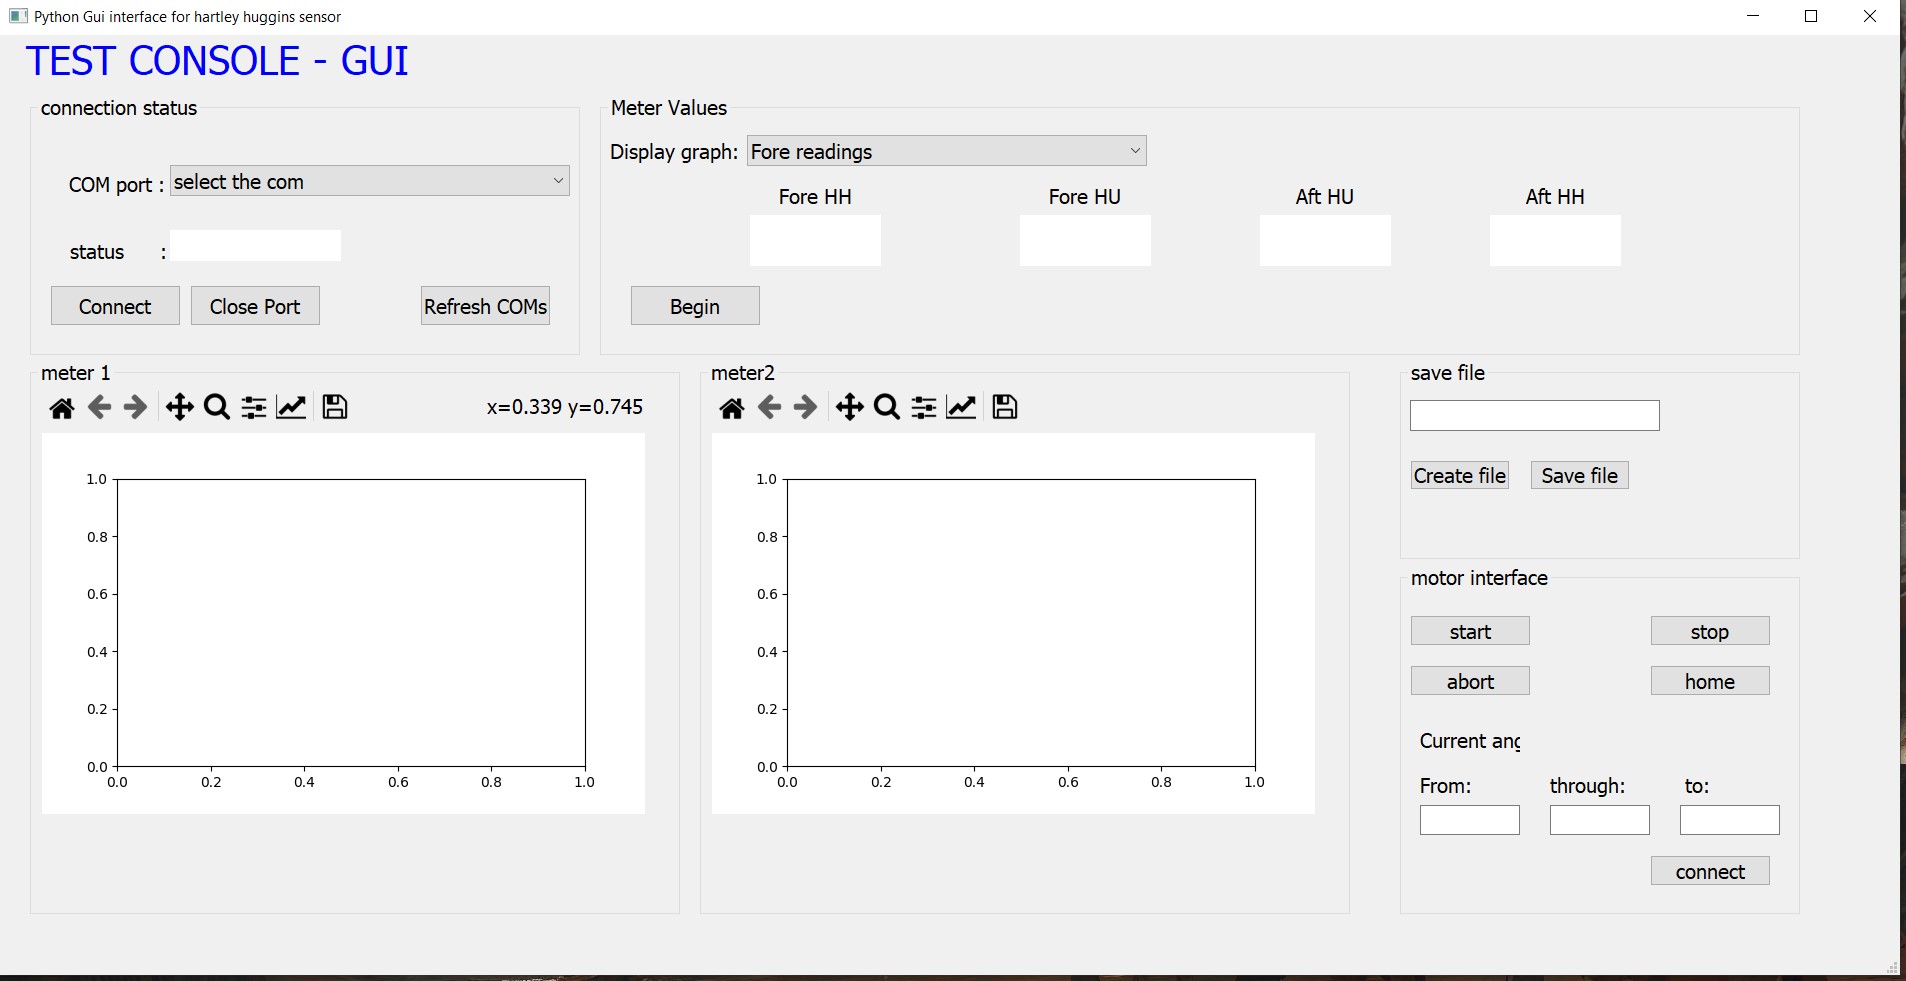 Python Gui interface for hartley huggins sensor
TEST CONSOLE - GUI
connection status
COM port :
select the com
status :
Connect
Close Port
Refresh COMs
Meter Values
Display graph:
Fore readings
Fore HH
Fore HU
Aft HU
Aft HH
Begin
meter 1
x=0.339 y=0.745
1.0
0.8
0.6
0.4
0.2
0.0
0.0 0.2 0.4 0.6 0.8 1.0
meter2
1.0
0.8
0.6
0.4
0.2
0.0
0.0 0.2 0.4 0.6 0.8 1.0
save file
Create file
Save file
motor interface
start
stop
abort
home
Current ang
From:
through:
to:
connect